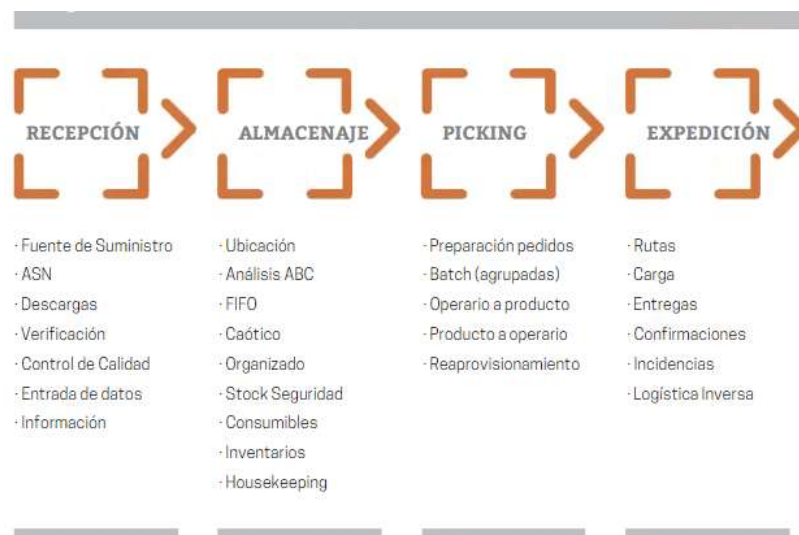 RECEPCIÓN
· Fuente de Suministro
· ASN
· Descargas
· Verificación
· Control de Calidad
· Entrada de datos
· Información
ALMACENAJE
· Ubicación
· Análisis ABC
· FIFO
· Caótico
· Organizado
· Stock Seguridad
· Consumibles
· Inventarios
· Housekeeping
PICKING
· Preparación pedidos
· Batch (agrupadas)
· Operario a producto
· Producto a operario
· Reaprovisionamiento
EXPEDICIÓN
· Rutas
· Carga
· Entregas
· Confirmaciones
· Incidencias
· Logística Inversa